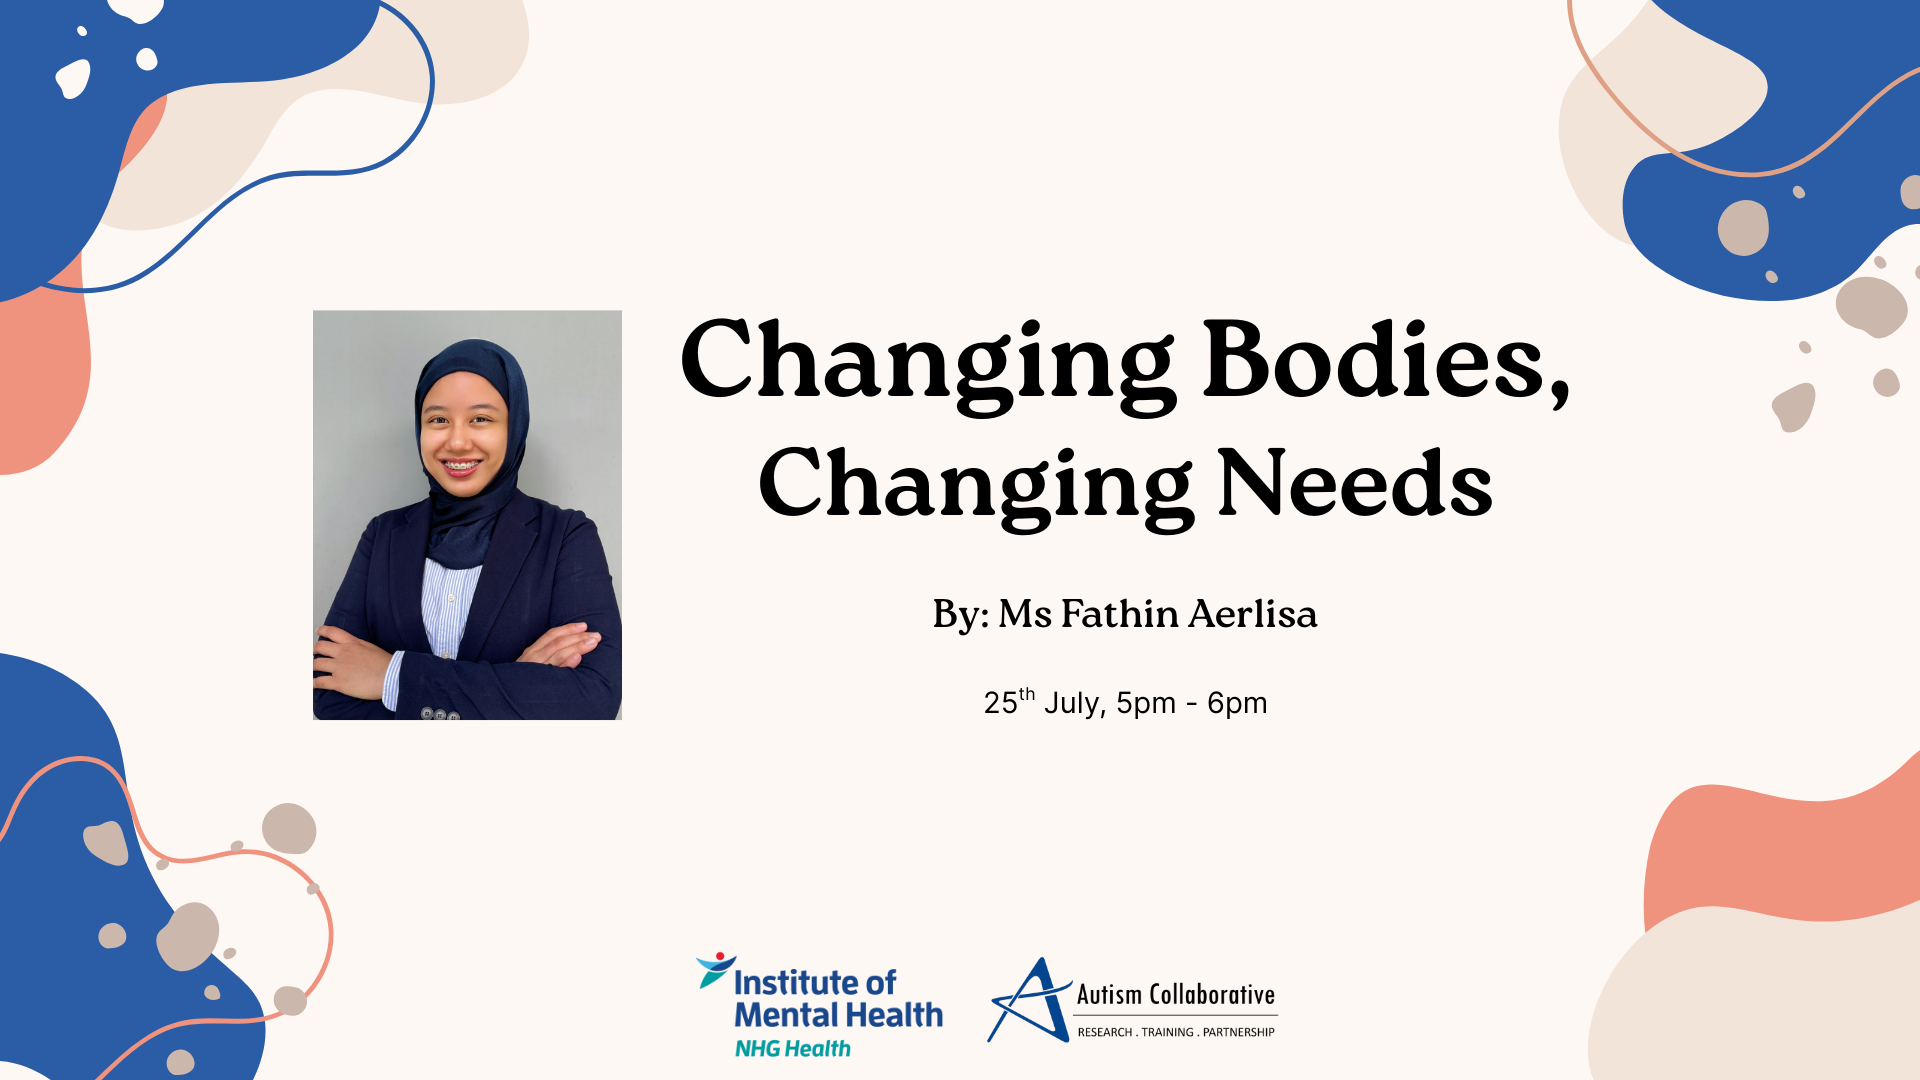 Changing Bodies,
Changing Needs
By: Ms Fathin Aerlisa
25th July, 5pm - 6pm
Institute of
Mental Health
NHG Health
Autism Collaborative
RESEARCH . TRAINING . PARTNERSHIP